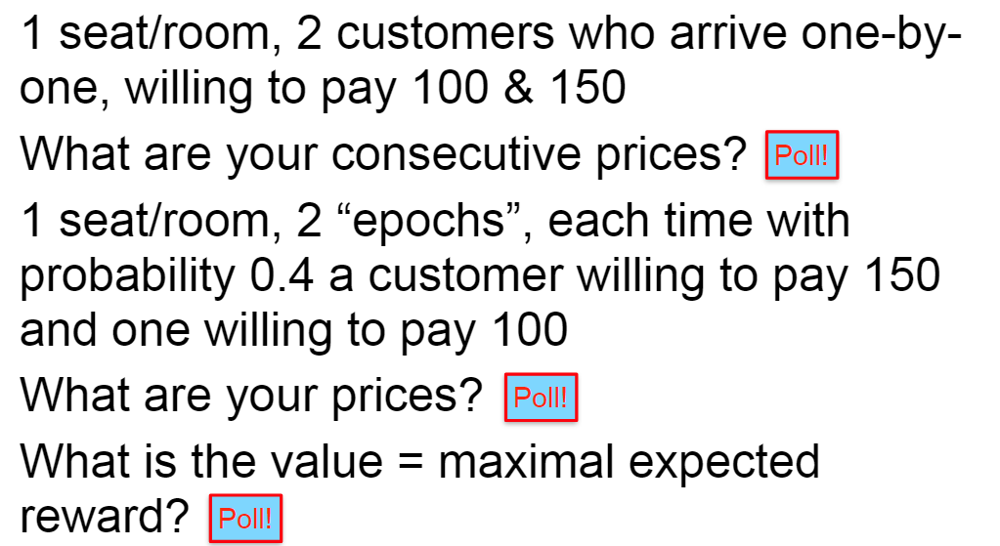 1 seat/room, 2 customers who arrive one-by-
one, willing to pay 100 & 150
What are your consecutive prices? Poll!
1 seat/room, 2 “epochs”, each time with
probability 0.4 a customer willing to pay 150
and one willing to pay 100
What are your prices? Poll!
What is the value = maximal expected
reward? Poll!